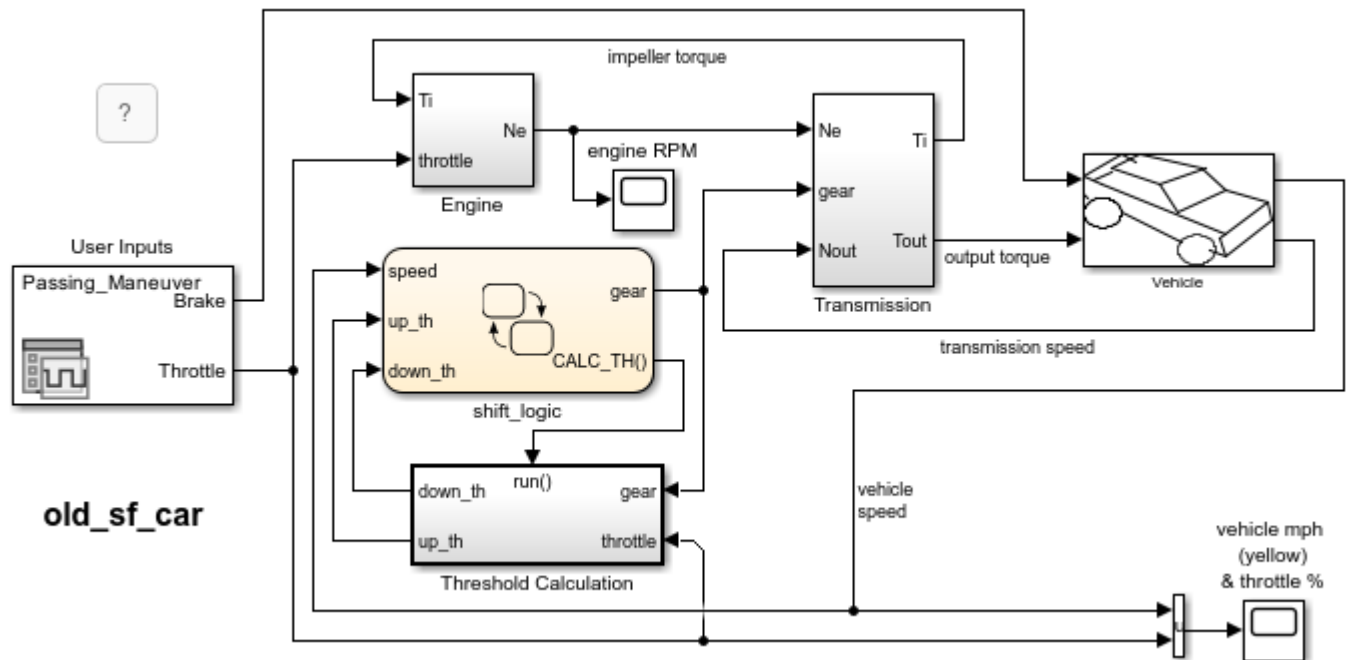 impeller torque
?
Ti
Ne
throttle
Engine
engine RPM
Ne
Ti
gear
Nout
Tout
Transmission
output torque
Vehicle
transmission speed
User Inputs
Passing_Maneuver
Brake
Throttle
speed
gear
up_th
down_th
CALC_TH()
shift_logic
run()
down_th
gear
up_th
throttle
Threshold Calculation
old_sf_car
vehicle
speed
vehicle mph
(yellow)
& throttle %